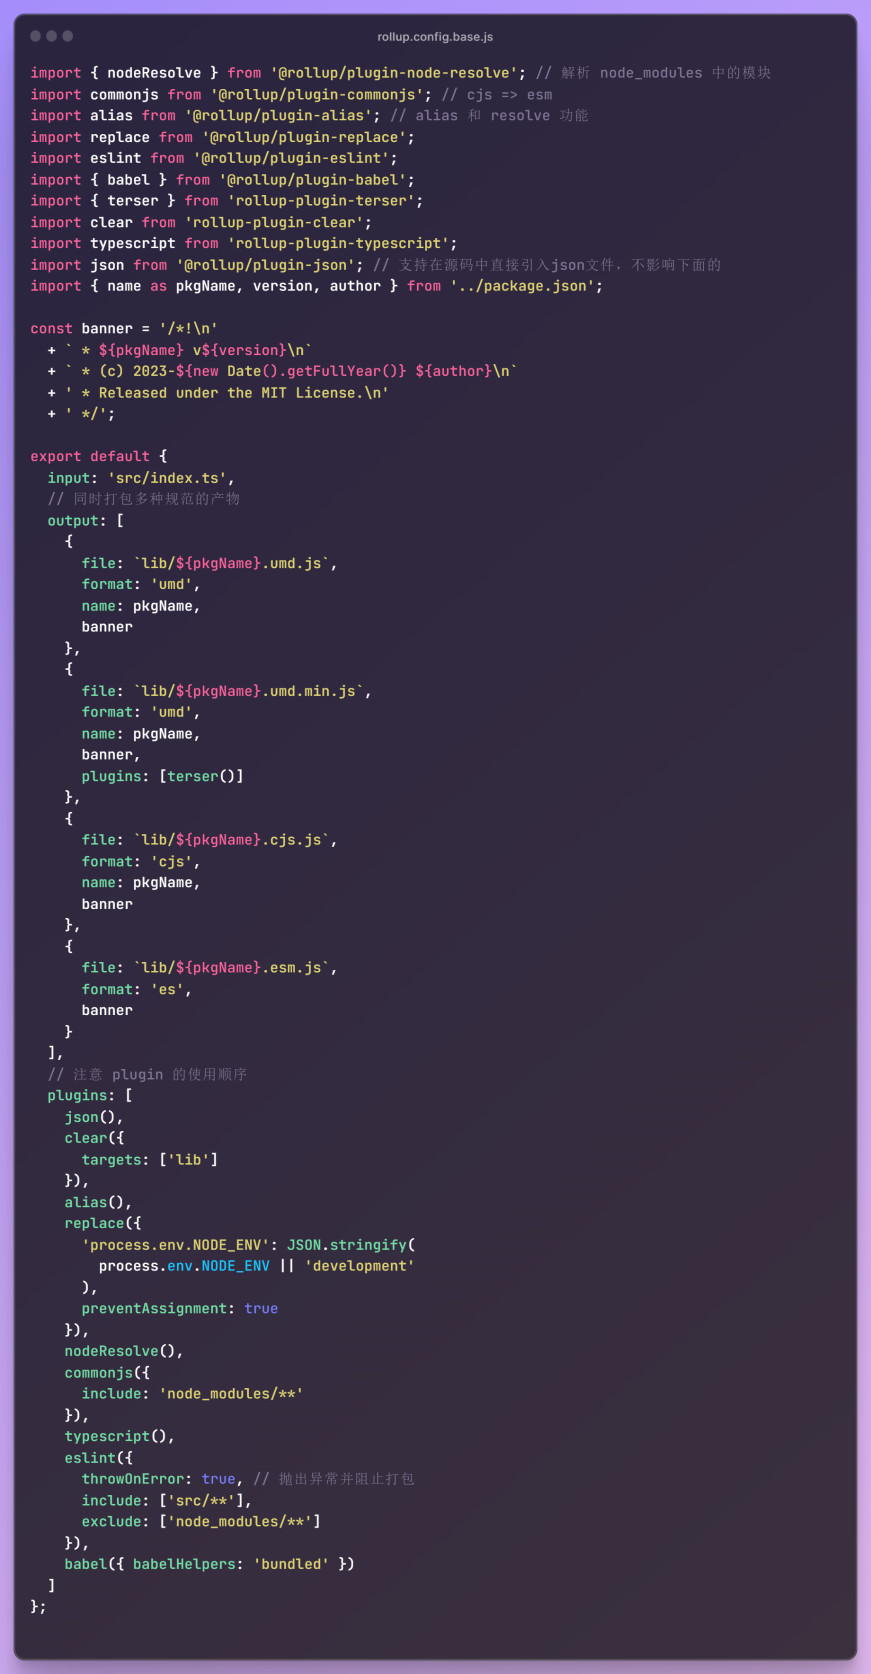 rollup.config.base.js
import { nodeResolve } from '@rollup/plugin-node-resolve'; // 解析 node_modules 中的模块
import commonjs from '@rollup/plugin-commonjs'; // cjs => esm
import alias from '@rollup/plugin-alias'; // alias 和 resolve 功能
import replace from '@rollup/plugin-replace';
import eslint from '@rollup/plugin-eslint';
import { babel } from '@rollup/plugin-babel';
import { terser } from 'rollup-plugin-terser';
import clear from 'rollup-plugin-clear';
import typescript from 'rollup-plugin-typescript';
import json from '@rollup/plugin-json'; // 支持在源码中直接引入json文件，不影响下面的
import { name as pkgName, version, author } from '../package.json';

const banner = '/*!\n'
  + ` * ${pkgName} v${version}\n`
  + ` * (c) 2023-${new Date().getFullYear()} ${author}\n`
  + ' * Released under the MIT License.\n'
  + ' */';

export default {
  input: 'src/index.ts',
  // 同时打包多种规范的产物
  output: [
    {
      file: `lib/${pkgName}.umd.js`,
      format: 'umd',
      name: pkgName,
      banner
    },
    {
      file: `lib/${pkgName}.umd.min.js`,
      format: 'umd',
      name: pkgName,
      banner,
      plugins: [terser()]
    },
    {
      file: `lib/${pkgName}.cjs.js`,
      format: 'cjs',
      name: pkgName,
      banner
    },
    {
      file: `lib/${pkgName}.esm.js`,
      format: 'es',
      banner
    }
  ],
  // 注意 plugin 的使用顺序
  plugins: [
    json(),
    clear({
      targets: ['lib']
    }),
    alias(),
    replace({
      'process.env.NODE_ENV': JSON.stringify(
        process.env.NODE_ENV || 'development'
      ),
      preventAssignment: true
    }),
    nodeResolve(),
    commonjs({
      include: 'node_modules/**'
    }),
    typescript(),
    eslint({
      throwOnError: true, // 抛出异常并阻止打包
      include: ['src/**'],
      exclude: ['node_modules/**']
    }),
    babel({ babelHelpers: 'bundled' })
  ]
};